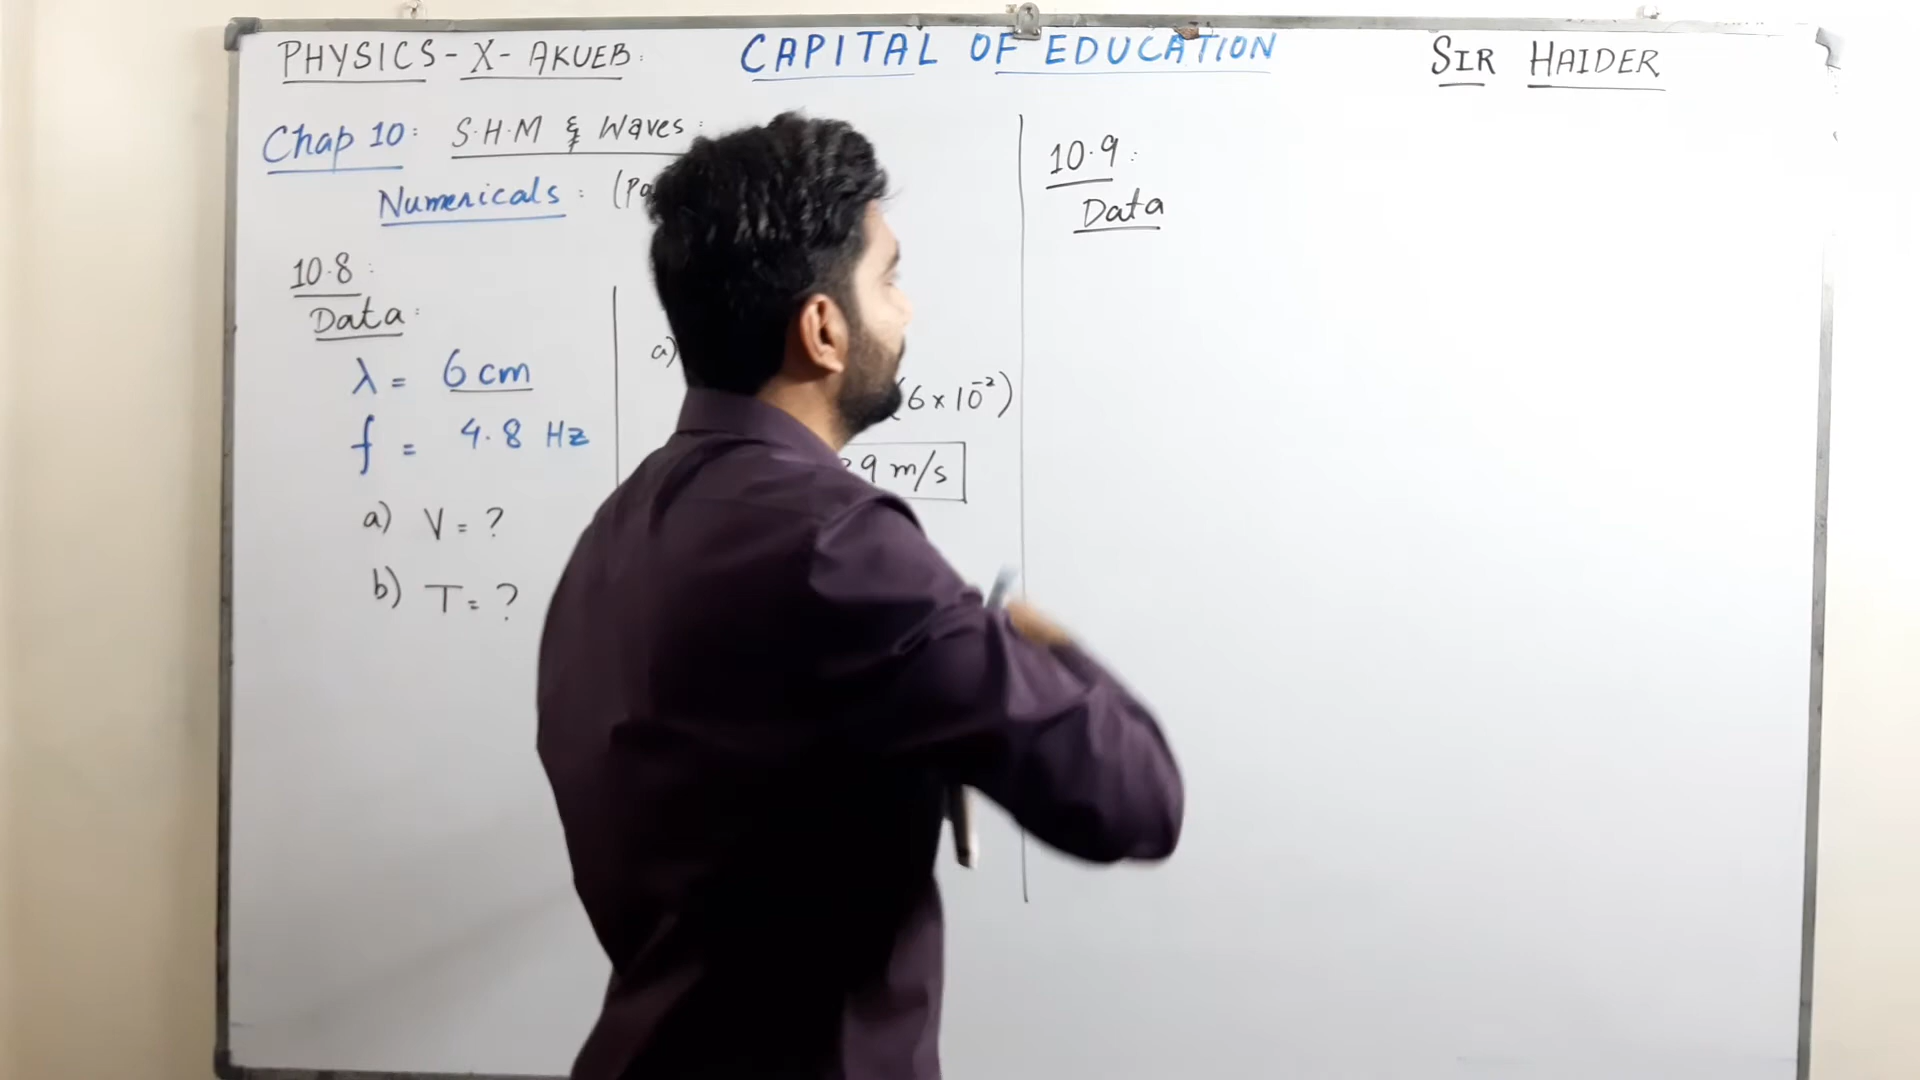 PHYSICS - X - AKUEB:
CAPITAL OF EDUCATION
SIR HAIDER
Chap 10: S.H.M & Waves:
Numericals :
10.8 :
Data :
λ = 6 cm
f = 4.8 Hz
a) V = ?
b) T = ?
a)
(6 x 10⁻²)
9 m/s
10.9 :
Data